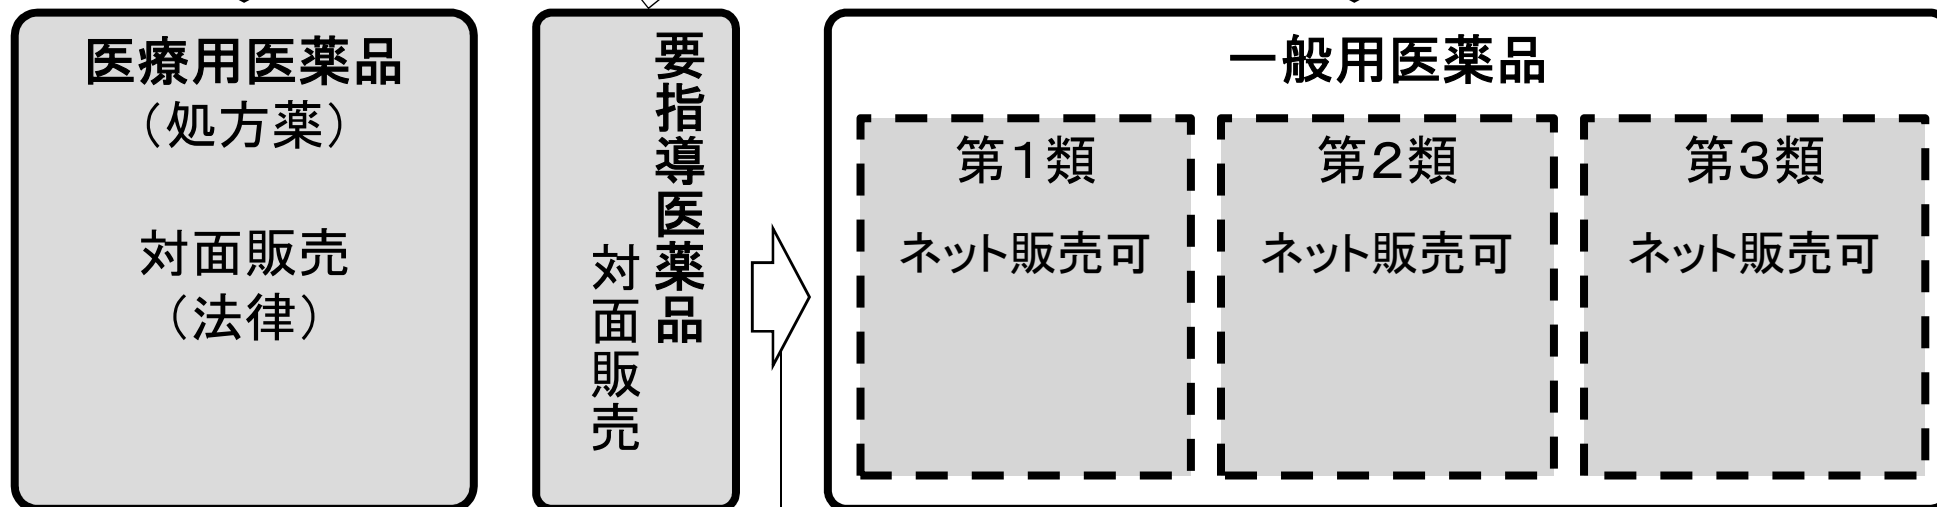 医療用医薬品
（処方薬）
対面販売
（法律）
要指導医薬品
対面販売
一般用医薬品
第１類
ネット販売可
第２類
ネット販売可
第３類
ネット販売可